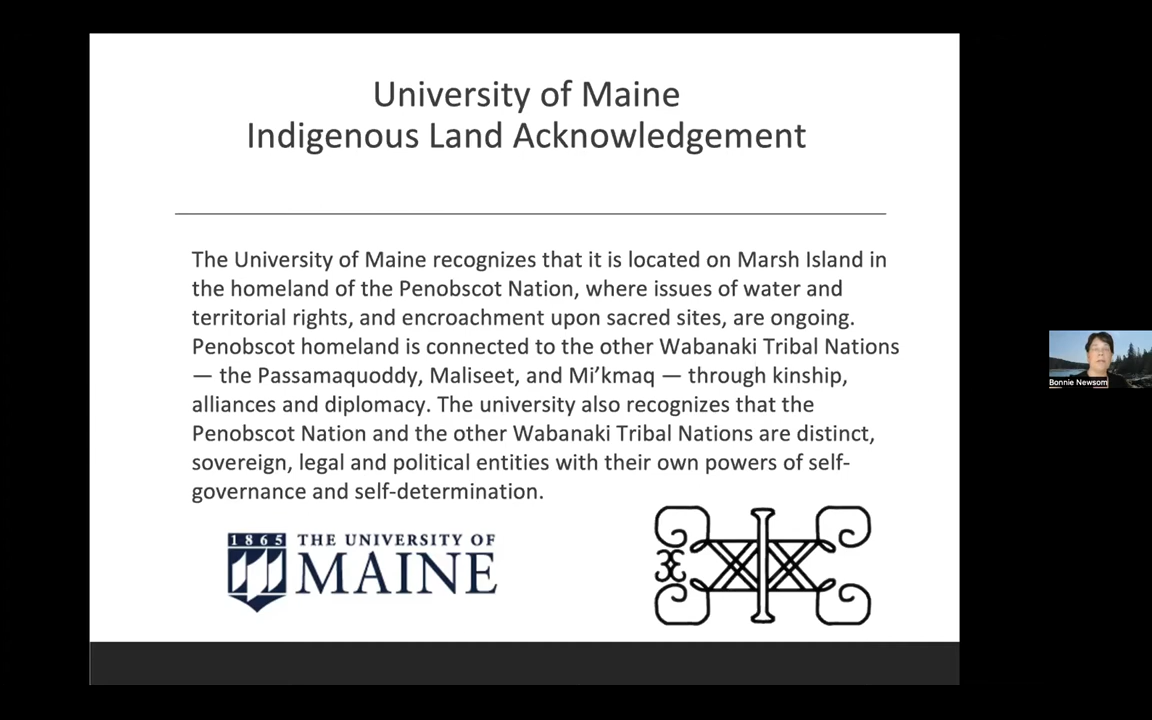 University of Maine
Indigenous Land Acknowledgement
The University of Maine recognizes that it is located on Marsh Island in
the homeland of the Penobscot Nation, where issues of water and
territorial rights, and encroachment upon sacred sites, are ongoing.
Penobscot homeland is connected to the other Wabanaki Tribal Nations
— the Passamaquoddy, Maliseet, and Mi’kmaq — through kinship,
alliances and diplomacy. The university also recognizes that the
Penobscot Nation and the other Wabanaki Tribal Nations are distinct,
sovereign, legal and political entities with their own powers of self-
governance and self-determination.
1865 THE UNIVERSITY OF
MAINE
Bonnie Newsom